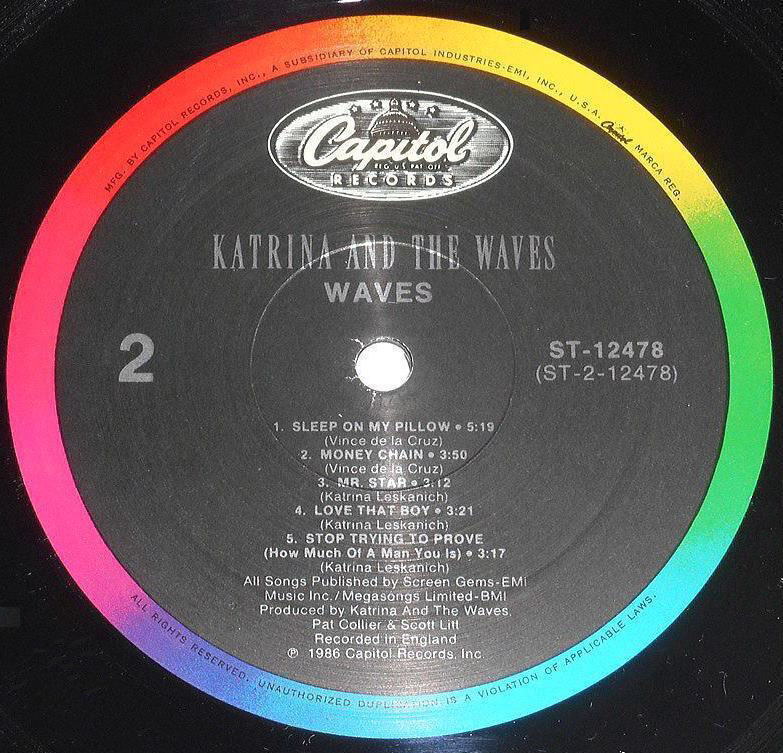 MFG. BY CAPITOL RECORDS, INC., A SUBSIDIARY OF CAPITOL INDUSTRIES-EMI, INC., U.S.A. Capitol MARCA REG.
Capitol
REG. U.S. PAT. OFF.
RECORDS
KATRINA AND THE WAVES
WAVES
2
ST-12478
(ST-2-12478)
1. SLEEP ON MY PILLOW • 5:19
(Vince de la Cruz)
2. MONEY CHAIN • 3:50
(Vince de la Cruz)
3. MR. STAR • 3:12
(Katrina Leskanich)
4. LOVE THAT BOY • 3:21
(Katrina Leskanich)
5. STOP TRYING TO PROVE
(How Much Of A Man You Is) • 3:17
(Katrina Leskanich)
All Songs Published by Screen Gems-EMI
Music Inc./Megasongs Limited-BMI
Produced by Katrina And The Waves,
Pat Collier & Scott Litt
Recorded in England
℗ 1986 Capitol Records, Inc
ALL RIGHTS RESERVED. UNAUTHORIZED DUPLICATION IS A VIOLATION OF APPLICABLE LAWS.